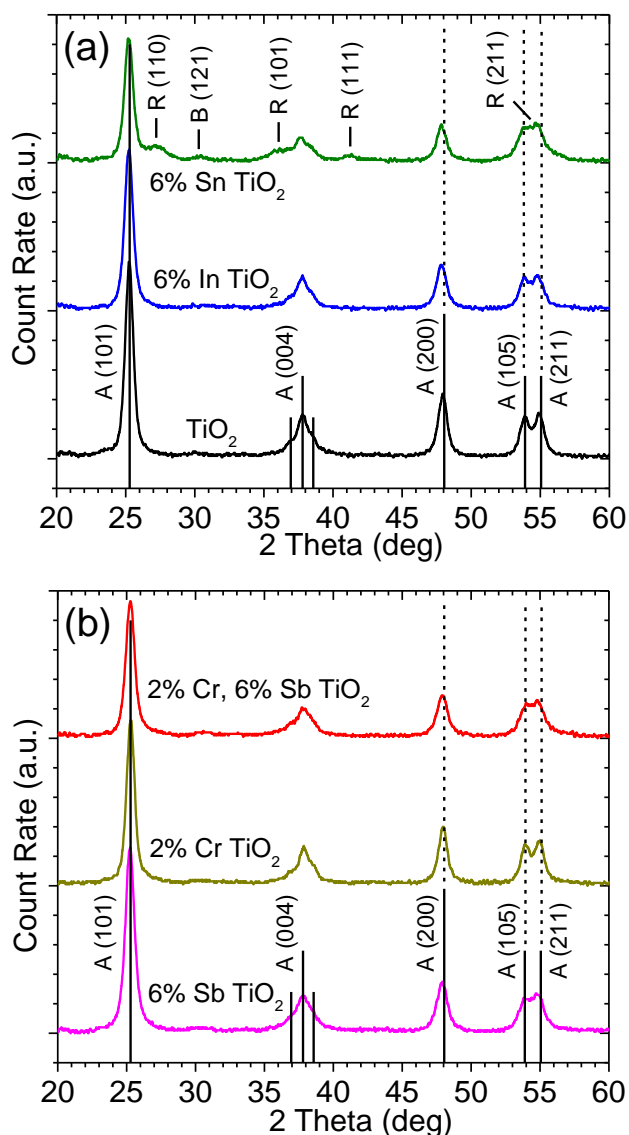 (a)
R (110)
B (121)
R (101)
R (111)
R (211)
6% Sn TiO2
6% In TiO2
A (101)
A (004)
A (200)
A (105)
A (211)
TiO2
Count Rate (a.u.)
20 25 30 35 40 45 50 55 60
2 Theta (deg)
(b)
2% Cr, 6% Sb TiO2
2% Cr TiO2
A (101)
A (004)
A (200)
A (105)
A (211)
6% Sb TiO2
Count Rate (a.u.)
20 25 30 35 40 45 50 55 60
2 Theta (deg)